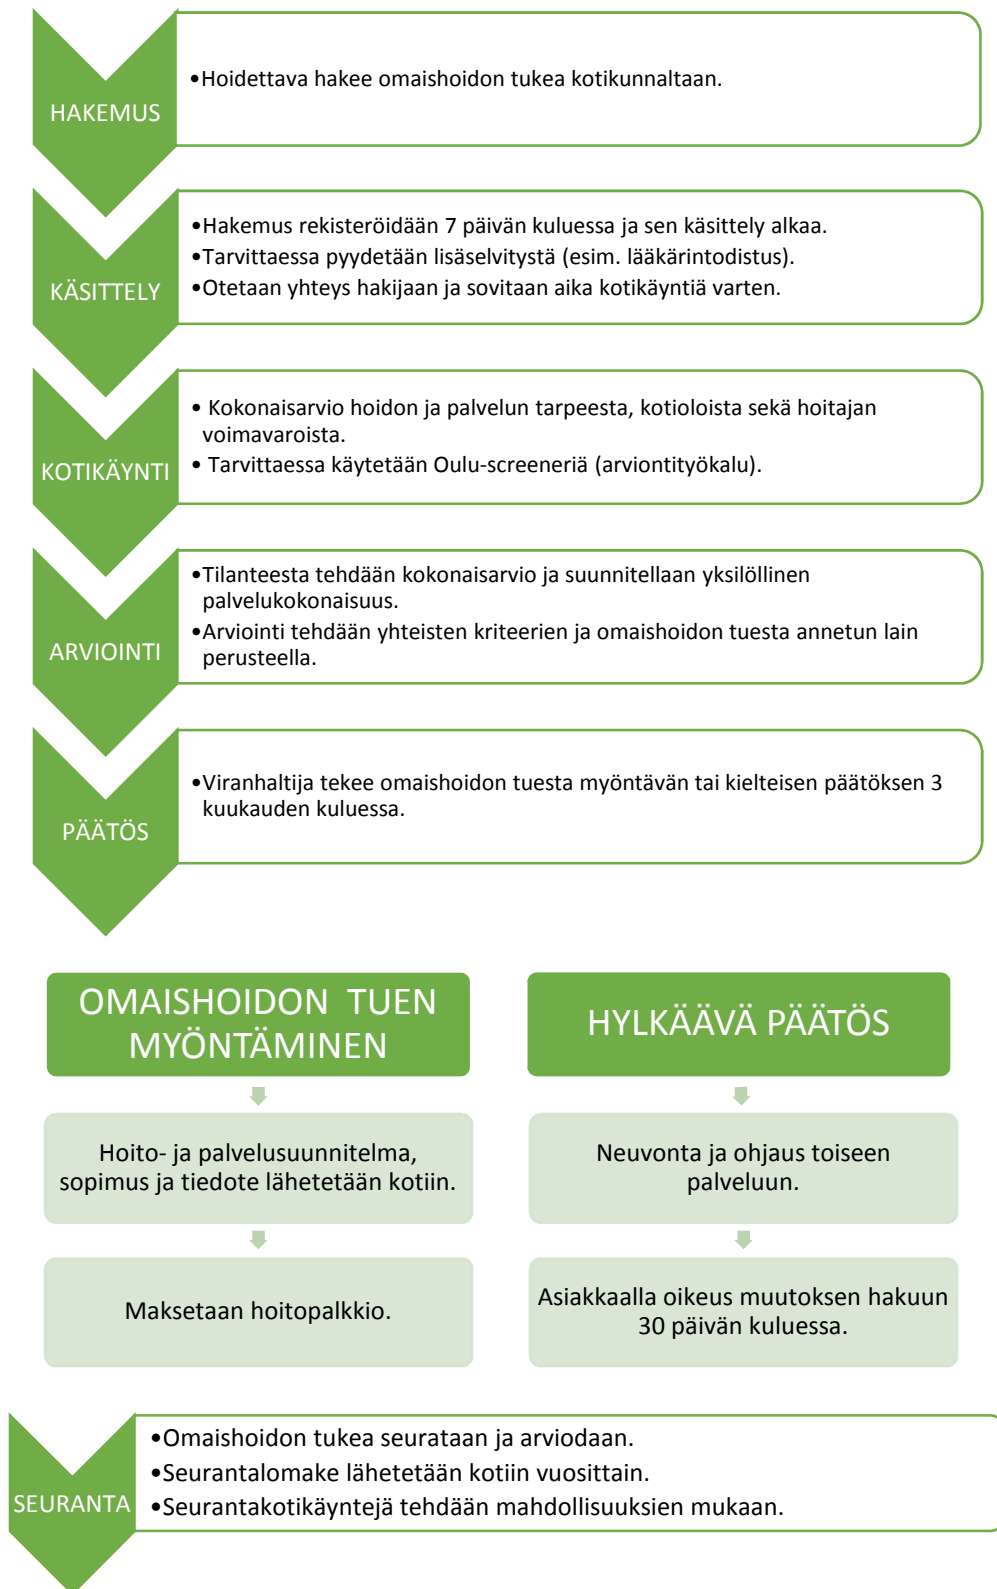 HAKEMUS
•Hoidettava hakee omaishoidon tukea kotikunnaltaan.
KÄSITTELY
•Hakemus rekisteröidään 7 päivän kuluessa ja sen käsittely alkaa.
•Tarvittaessa pyydetään lisäselvitystä (esim. lääkärintodistus).
•Otetaan yhteys hakijaan ja sovitaan aika kotikäyntiä varten.
KOTIKÄYNTI
• Kokonaisarvio hoidon ja palvelun tarpeesta, kotioloista sekä hoitajan
voimavaroista.
• Tarvittaessa käytetään Oulu-screeneriä (arviontityökalu).
ARVIOINTI
•Tilanteesta tehdään kokonaisarvio ja suunnitellaan yksilöllinen
palvelukokonaisuus.
•Arviointi tehdään yhteisten kriteerien ja omaishoidon tuesta annetun lain
perusteella.
PÄÄTÖS
•Viranhaltija tekee omaishoidon tuesta myöntävän tai kielteisen päätöksen 3
kuukauden kuluessa.
OMAISHOIDON TUEN
MYÖNTÄMINEN
Hoito- ja palvelusuunnitelma,
sopimus ja tiedote lähetetään kotiin.
Maksetaan hoitopalkkio.
HYLKÄÄVÄ PÄÄTÖS
Neuvonta ja ohjaus toiseen
palveluun.
Asiakkaalla oikeus muutoksen hakuun
30 päivän kuluessa.
SEURANTA
•Omaishoidon tukea seurataan ja arviodaan.
•Seurantalomake lähetetään kotiin vuosittain.
•Seurantakotikäyntejä tehdään mahdollisuuksien mukaan.